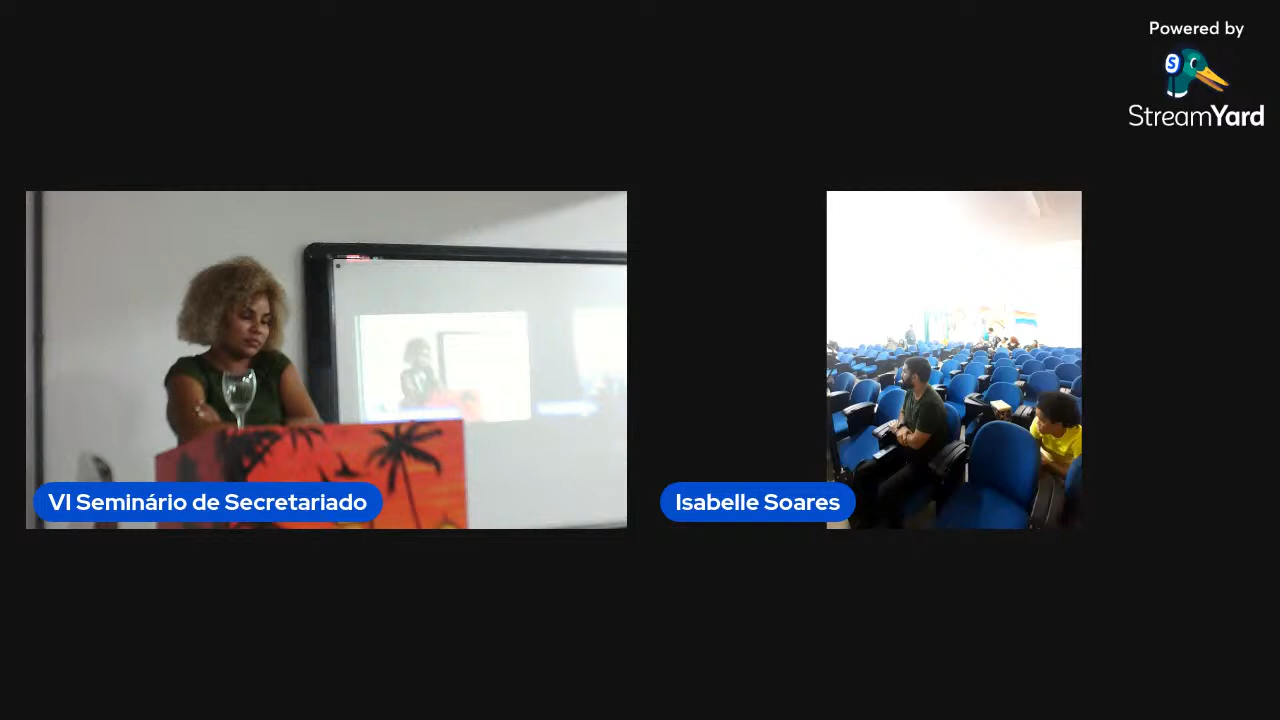 Powered by
StreamYard
VI Seminário de Secretariado
Isabelle Soares